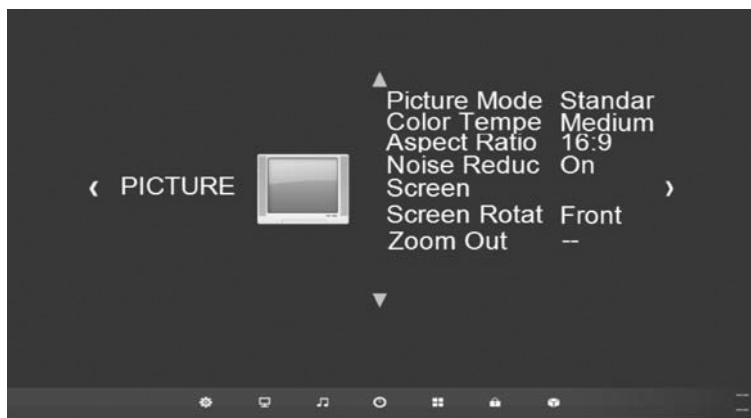 PICTURE
Picture Mode Standar
Color Tempe Medium
Aspect Ratio 16:9
Noise Reduc On
Screen
Screen Rotat Front
Zoom Out --